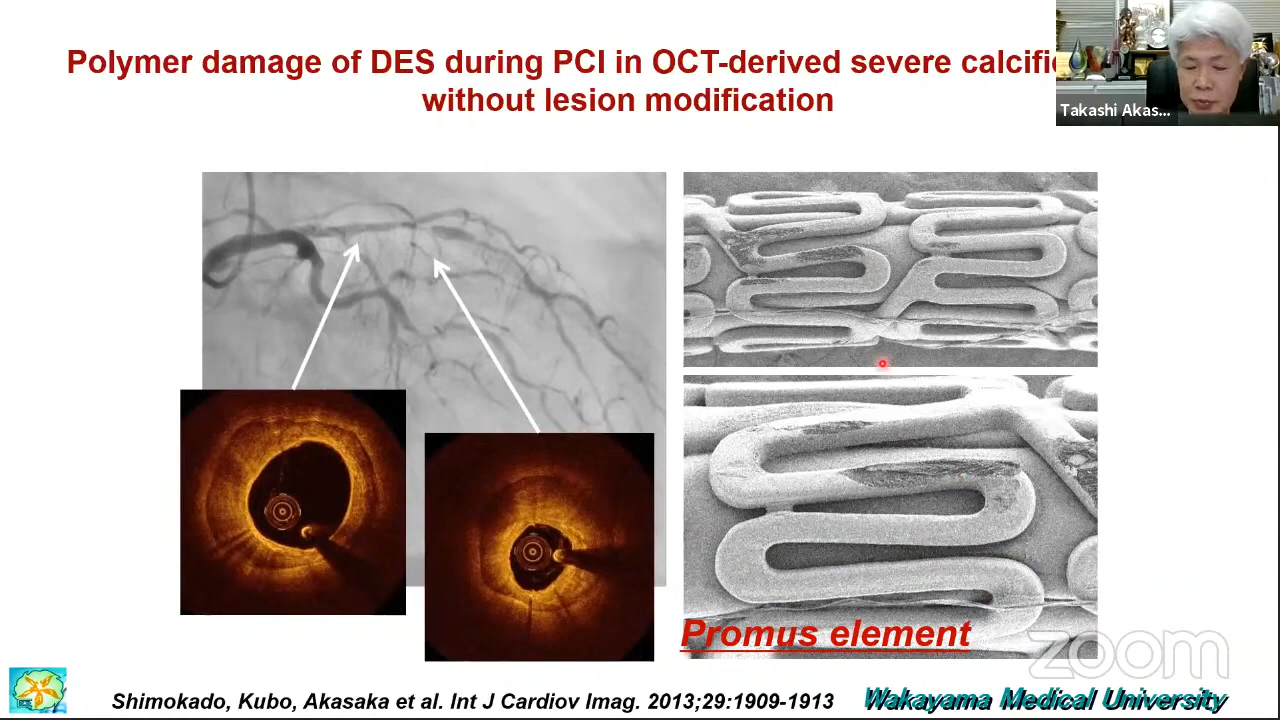 Polymer damage of DES during PCI in OCT-derived severe calcific
without lesion modification
Takashi Akas...
Promus element
zoom
Shimokado, Kubo, Akasaka et al. Int J Cardiov Imag. 2013;29:1909-1913
Wakayama Medical University